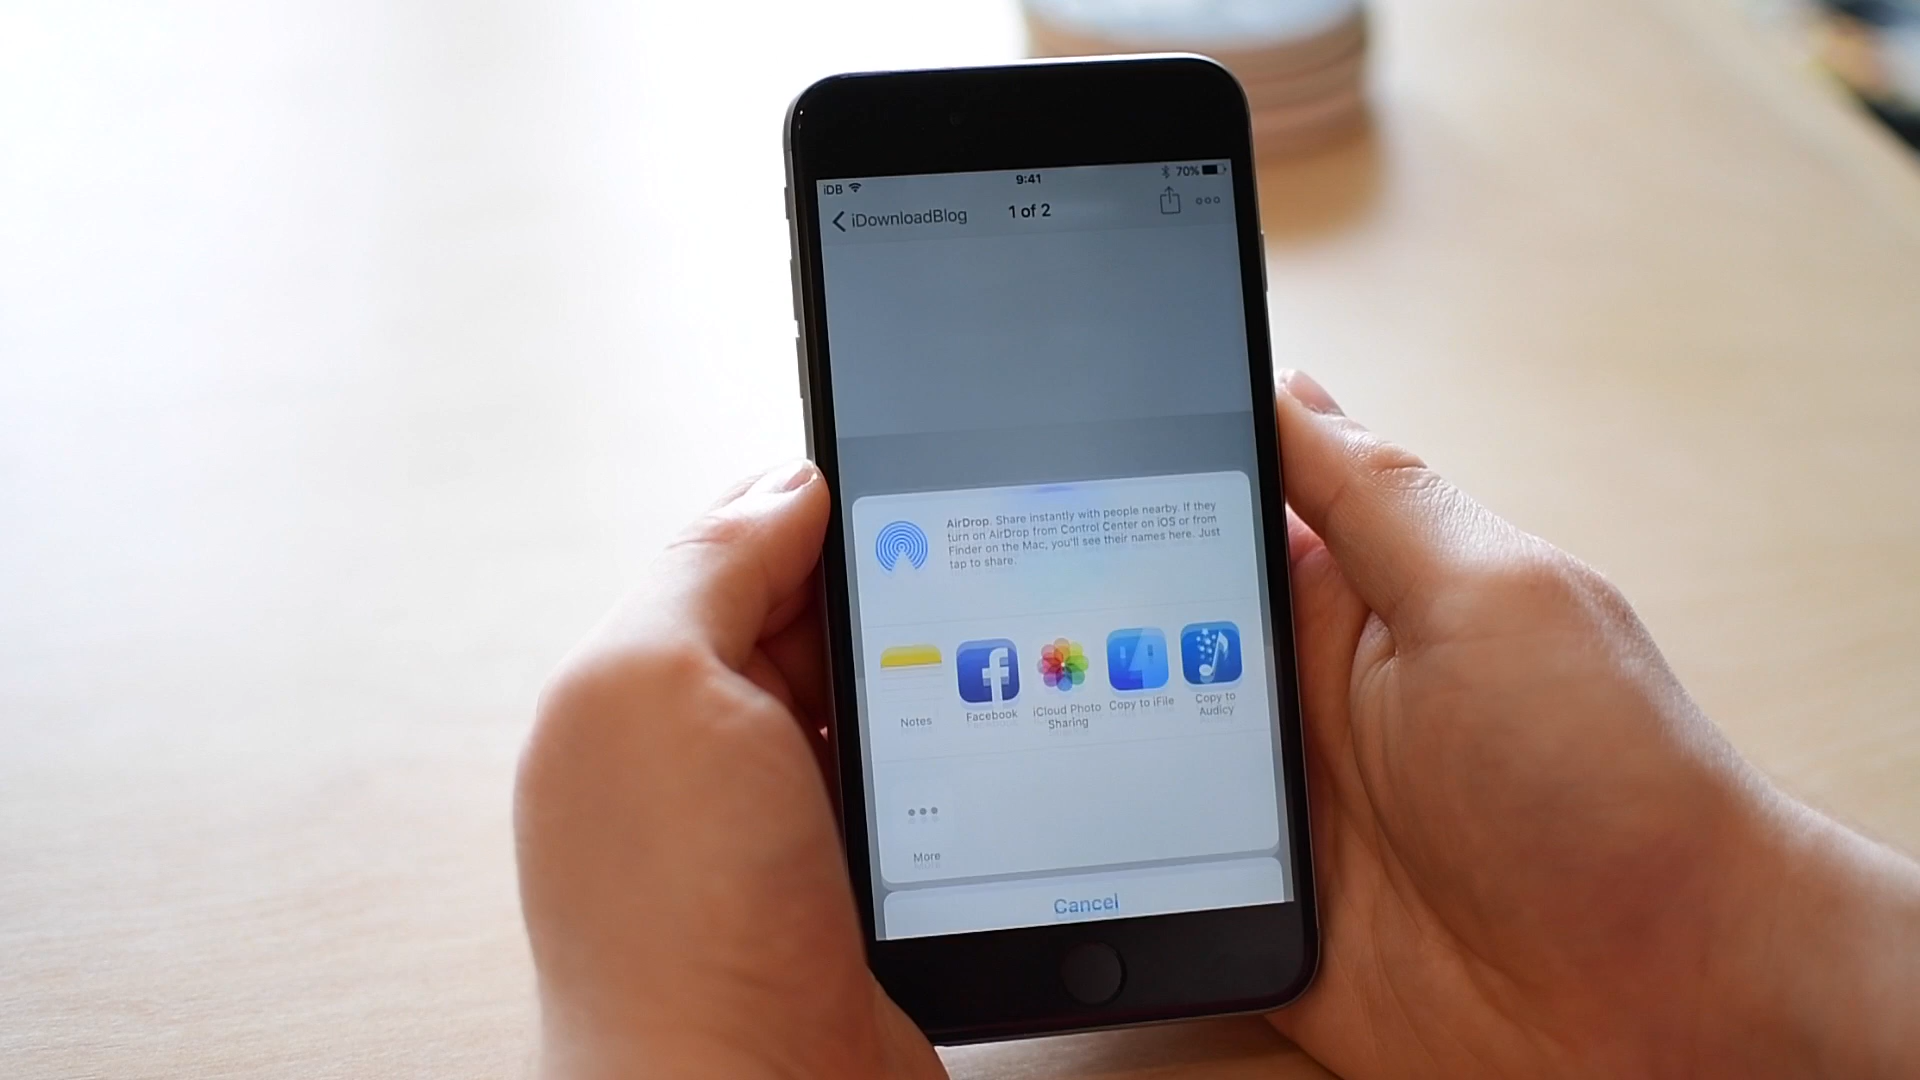 iDB 9:41 70%
iDownloadBlog 1 of 2
AirDrop. Share instantly with people nearby. If they
turn on AirDrop from Control Center on iOS or from
Finder on the Mac, you'll see their names here. Just
tap to share.
Notes
Facebook
iCloud Photo
Sharing
Copy to iFile
Copy to
Audicy
More
Cancel